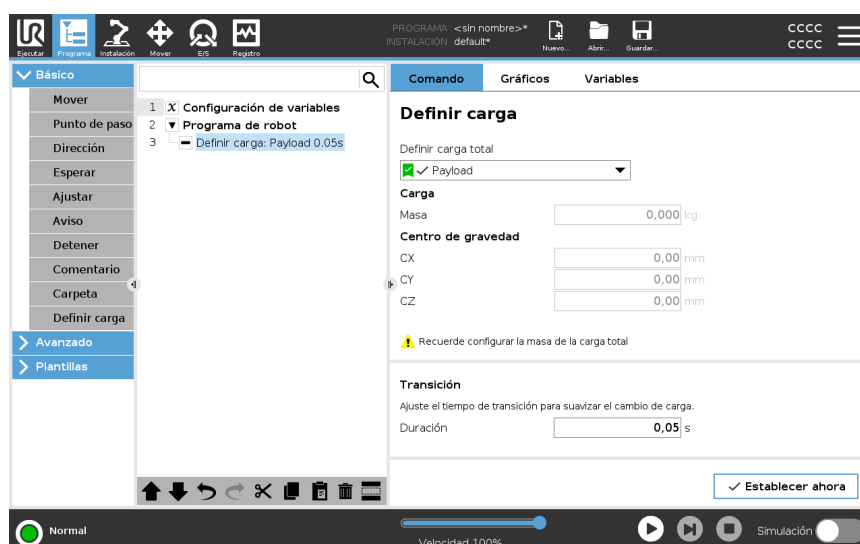 UR
PROGRAMA <sin nombre>*
INSTALACIÓN default*
Ejecutar Programa Instalación Mover E/S Registro Nuevo... Abrir... Guardar...
CCCC
CCCC
Básico
Mover
Punto de paso
Dirección
Esperar
Ajustar
Aviso
Detener
Comentario
Carpeta
Definir carga
Avanzado
Plantillas
1 X Configuración de variables
2 Programa de robot
3 Definir carga: Payload 0.05s
Comando Gráficos Variables
Definir carga
Definir carga total
Payload
Carga
Masa 0,000 kg
Centro de gravedad
CX 0,00 mm
CY 0,00 mm
CZ 0,00 mm
Recuerde configurar la masa de la carga total
Transición
Ajuste el tiempo de transición para suavizar el cambio de carga.
Duración 0,05 s
Establecer ahora
Normal
Velocidad 100%
Simulación